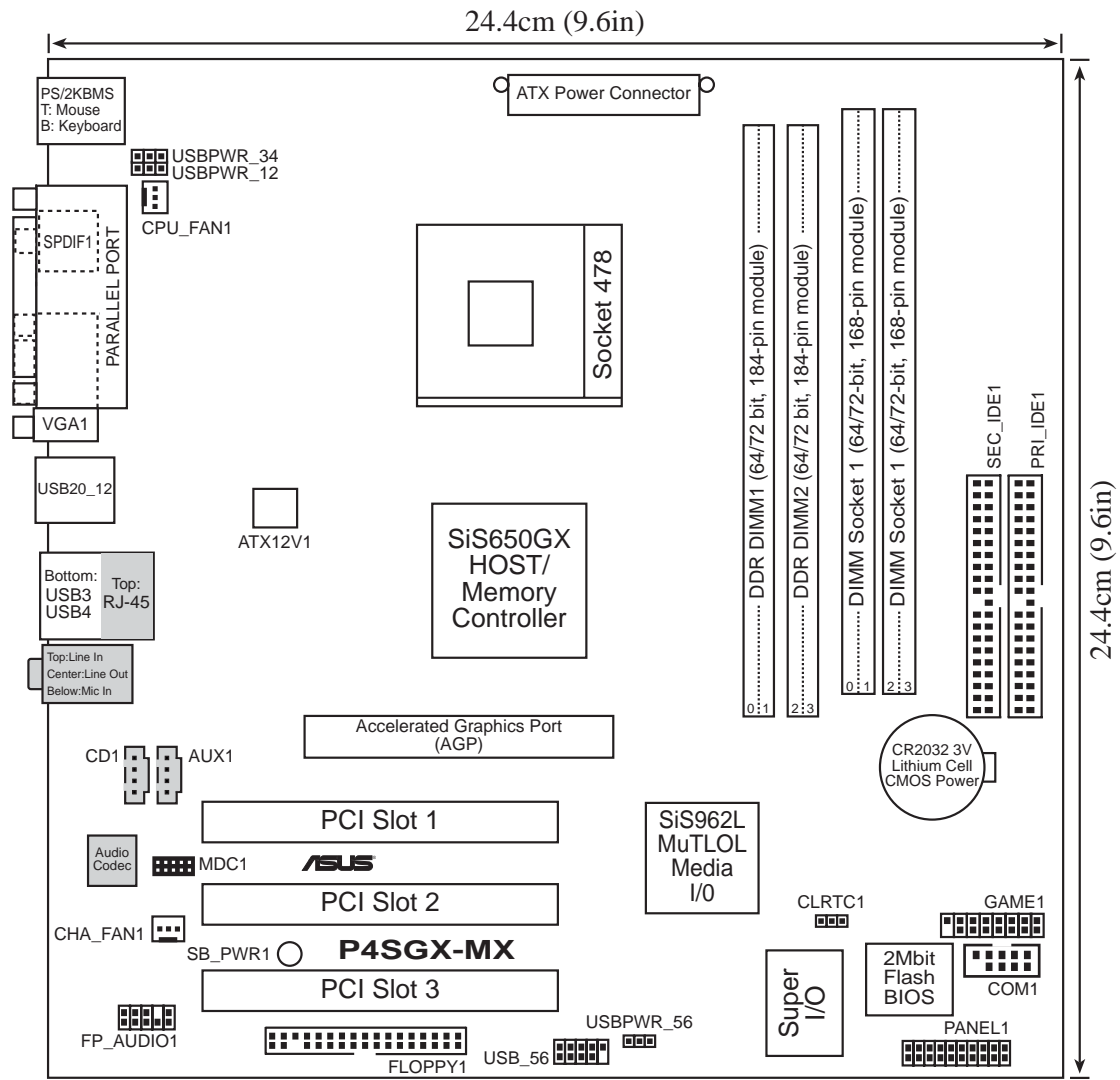 24.4cm (9.6in)
PS/2KBMS
T: Mouse
B: Keyboard
ATX Power Connector
USBPWR_34
USBPWR_12
CPU_FAN1
SPDIF1
PARALLEL PORT
Socket 478
DDR DIMM1 (64/72 bit, 184-pin module)
DDR DIMM2 (64/72 bit, 184-pin module)
DIMM Socket 1 (64/72-bit, 168-pin module)
DIMM Socket 1 (64/72-bit, 168-pin module)
SEC_IDE1
PRI_IDE1
24.4cm (9.6in)
VGA1
USB20_12
ATX12V1
SiS650GX
HOST/
Memory
Controller
Bottom:
USB3
USB4
Top:
RJ-45
Top:Line In
Center:Line Out
Below:Mic In
0 1
2 3
0 1
2 3
Accelerated Graphics Port
(AGP)
CR2032 3V
Lithium Cell
CMOS Power
CD1
AUX1
PCI Slot 1
SiS962L
MuTLOL
Media
I/0
Audio
Codec
MDC1
ASUS
PCI Slot 2
CLRTC1
GAME1
CHA_FAN1
SB_PWR1
P4SGX-MX
Super
I/O
2Mbit
Flash
BIOS
COM1
PCI Slot 3
FP_AUDIO1
FLOPPY1
USB_56
USBPWR_56
PANEL1